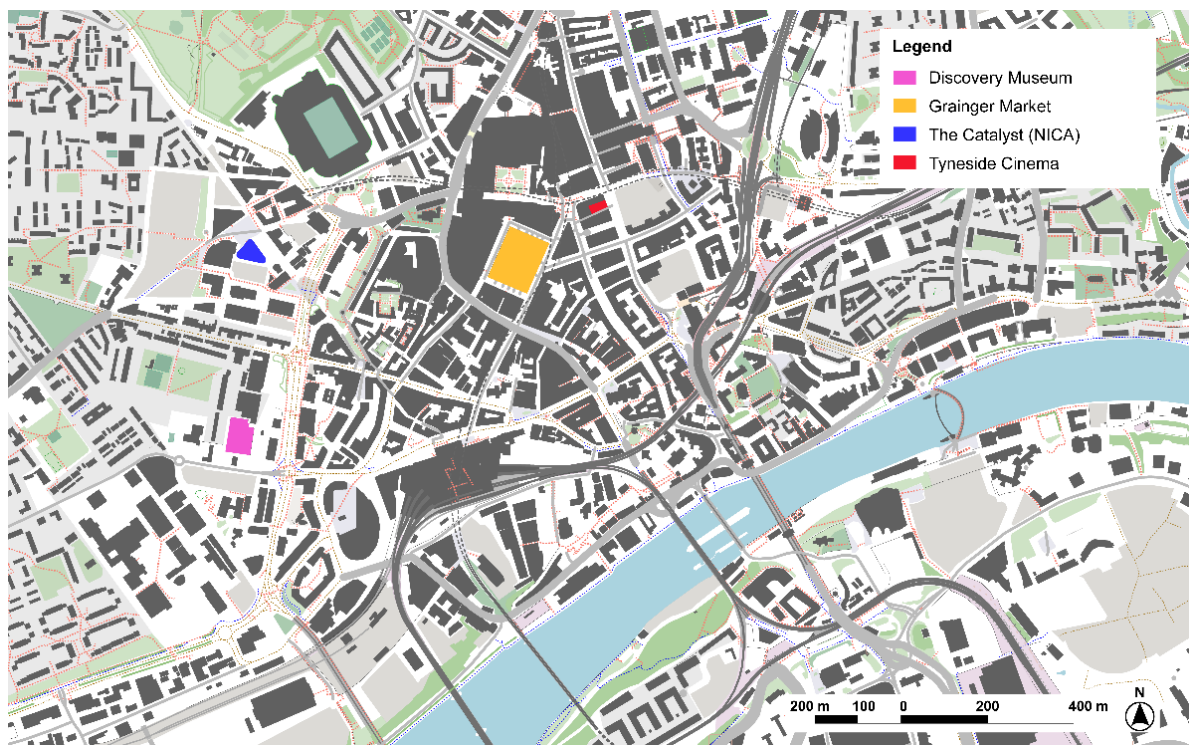 Legend
Discovery Museum
Grainger Market
The Catalyst (NICA)
Tyneside Cinema
N
200 m 100 0 200 400 m